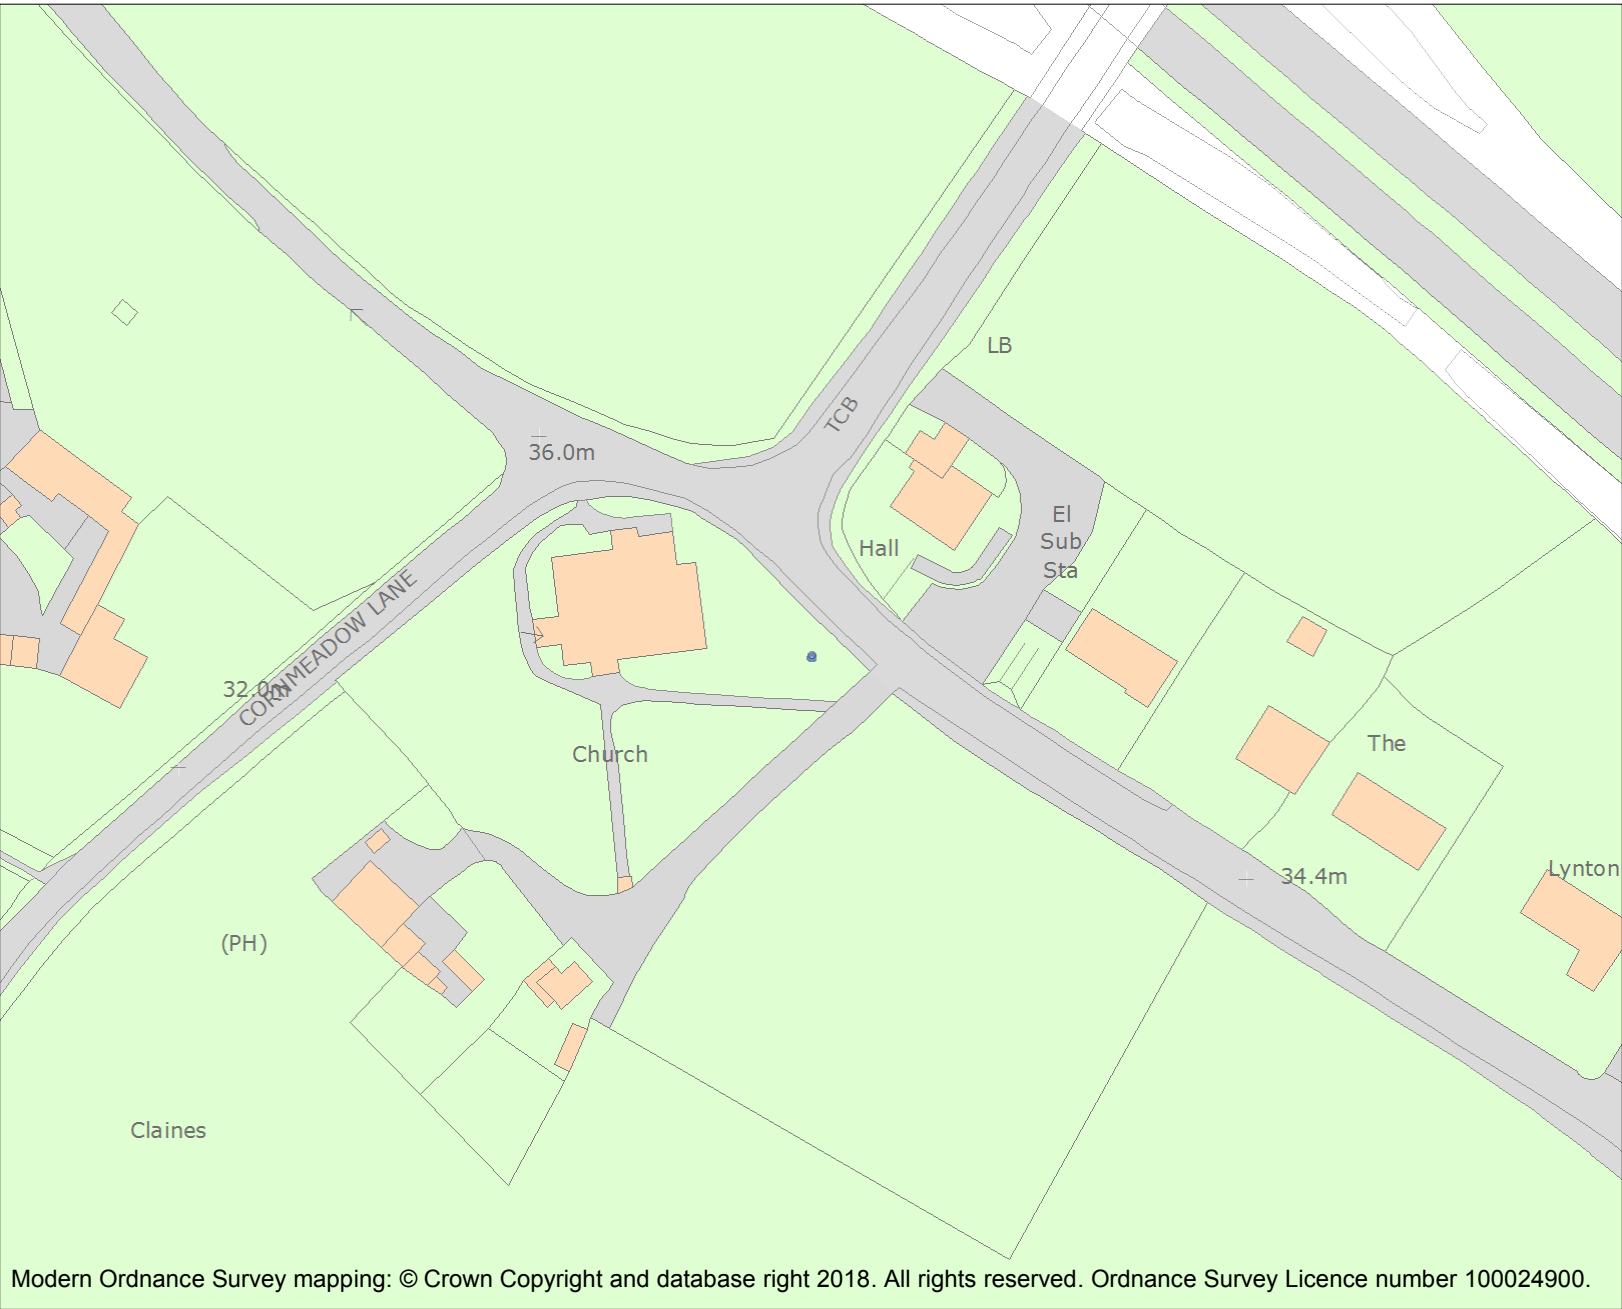 LB
TCB
36.0m
El
Sub
Sta
Hall
CORNMEADOW LANE
32.0m
Church
The
Lynton
34.4m
(PH)
Claines
Modern Ordnance Survey mapping: © Crown Copyright and database right 2018. All rights reserved. Ordnance Survey Licence number 100024900.